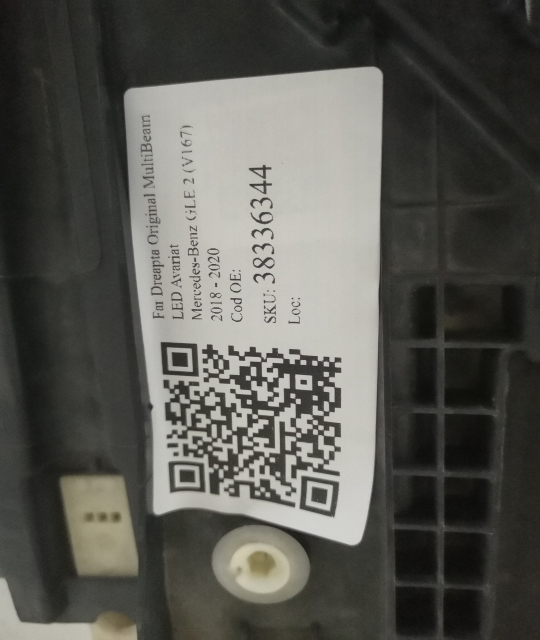 Far Dreapta Original MultiBeam
LED Avariat
Mercedes-Benz GLE 2 (V167)
2018 - 2020
Cod OE:
SKU: 38336344
Loc: